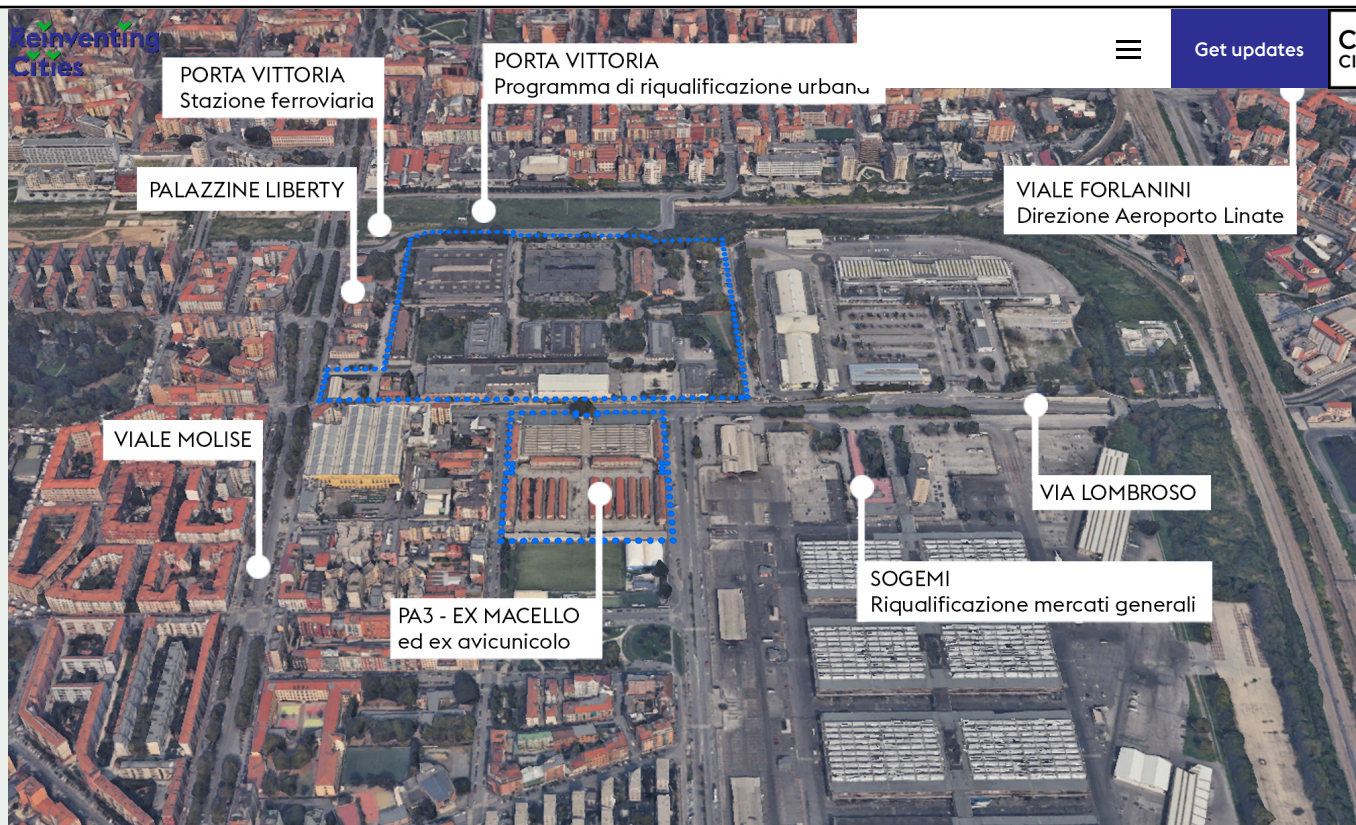 Reinventing
Cities
Get updates
PORTA VITTORIA
Stazione ferroviaria
PORTA VITTORIA
Programma di riqualificazione urbana
PALAZZINE LIBERTY
VIALE FORLANINI
Direzione Aeroporto Linate
VIALE MOLISE
VIA LOMBROSO
SOGEMI
Riqualificazione mercati generali
PA3 - EX MACELLO
ed ex avicunicolo